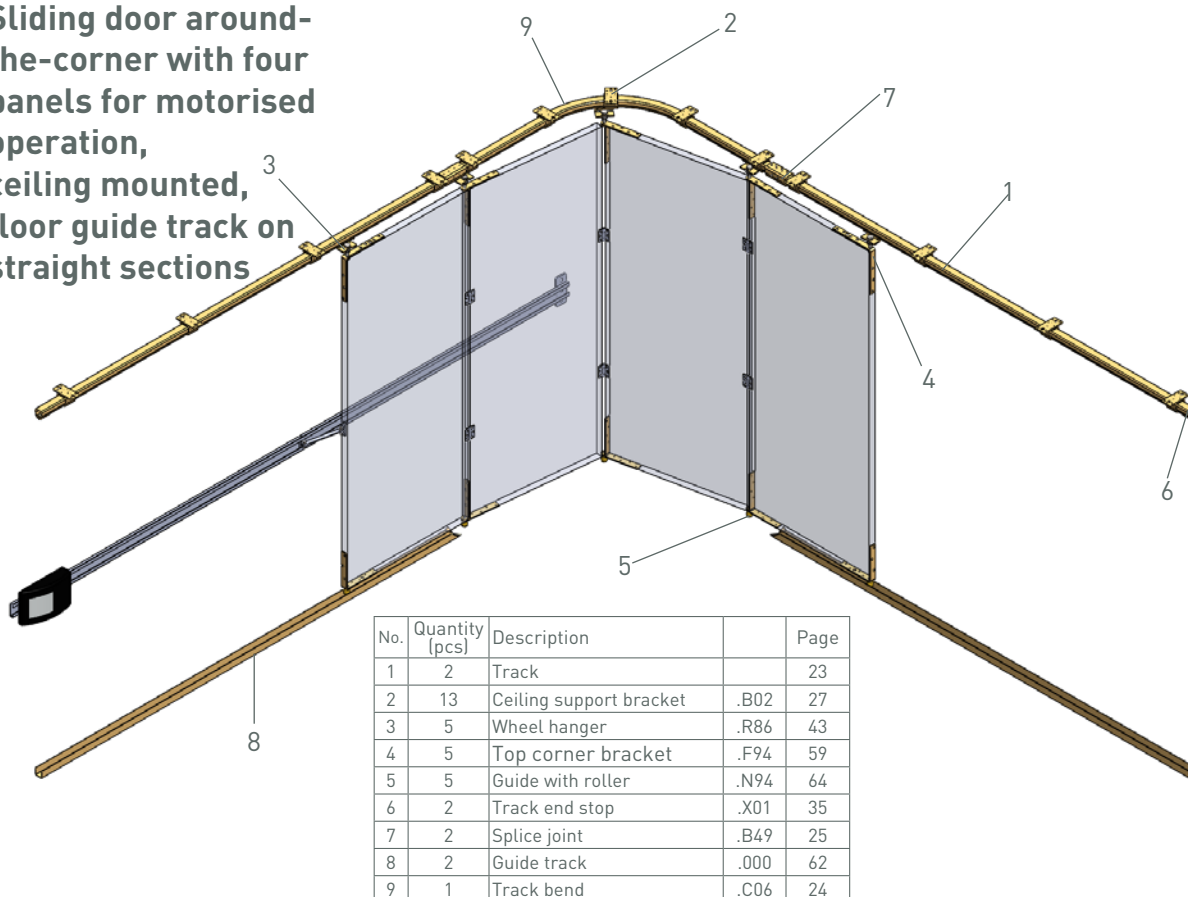 Sliding door around-
the-corner with four
panels for motorised
operation,
ceiling mounted,
floor guide track on
straight sections
9
2
7
3
1
4
6
5
8
No. Quantity (pcs) Description Page
1 2 Track 23
2 13 Ceiling support bracket .B02 27
3 5 Wheel hanger .R86 43
4 5 Top corner bracket .F94 59
5 5 Guide with roller .N94 64
6 2 Track end stop .X01 35
7 2 Splice joint .B49 25
8 2 Guide track .000 62
9 1 Track bend .C06 24